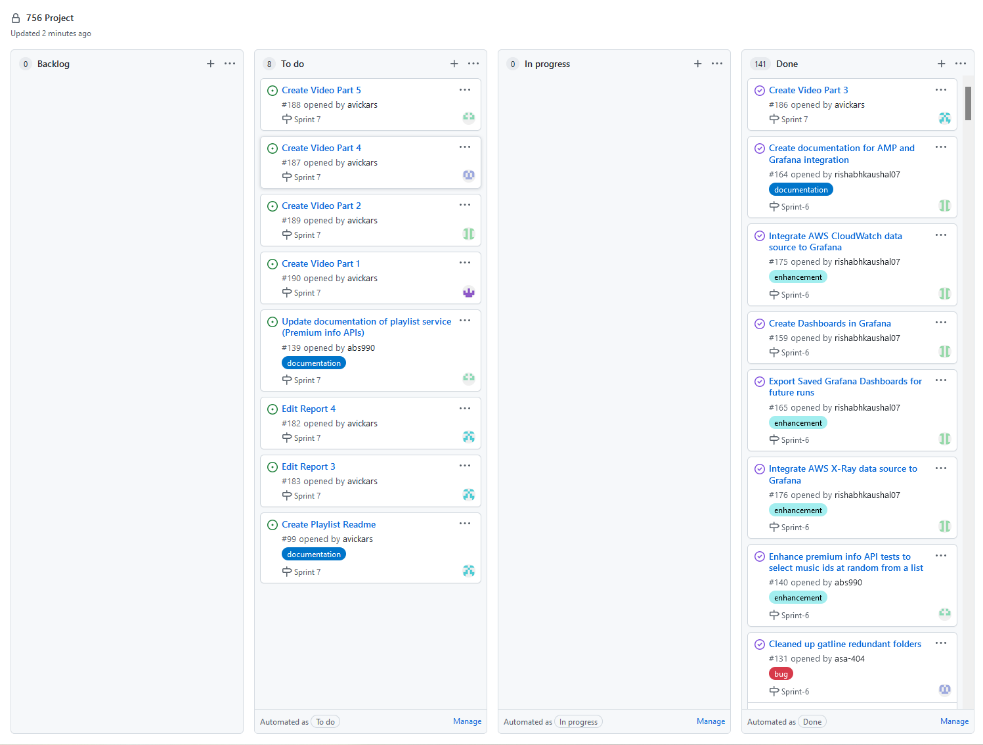 756 Project
Updated 2 minutes ago
0 Backlog
8 To do
Create Video Part 5
#188 opened by avickars
Sprint 7
Create Video Part 4
#187 opened by avickars
Sprint 7
Create Video Part 2
#189 opened by avickars
Sprint 7
Create Video Part 1
#190 opened by avickars
Sprint 7
Update documentation of playlist service
(Premium info APIs)
#139 opened by abs990
documentation
Sprint 7
Edit Report 4
#182 opened by avickars
Sprint 7
Edit Report 3
#183 opened by avickars
Sprint 7
Create Playlist Readme
#99 opened by avickars
documentation
Sprint 7
Automated as To do
Manage
0 In progress
Automated as In progress
Manage
141 Done
Create Video Part 3
#186 opened by avickars
Sprint 7
Create documentation for AMP and
Grafana integration
#164 opened by rishabhkaushal07
documentation
Sprint-6
Integrate AWS CloudWatch data
source to Grafana
#175 opened by rishabhkaushal07
enhancement
Sprint-6
Create Dashboards in Grafana
#159 opened by rishabhkaushal07
Sprint-6
Export Saved Grafana Dashboards for
future runs
#165 opened by rishabhkaushal07
enhancement
Sprint-6
Integrate AWS X-Ray data source to
Grafana
#176 opened by rishabhkaushal07
enhancement
Sprint-6
Enhance premium info API tests to
select music ids at random from a list
#140 opened by abs990
enhancement
Sprint-6
Cleaned up gatline redundant folders
#131 opened by asa-404
bug
Sprint-6
Automated as Done
Manage